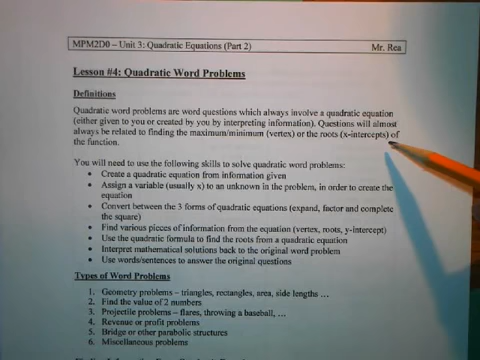 MPM2D0 – Unit 3: Quadratic Equations (Part 2) Mr. Rea
Lesson #4: Quadratic Word Problems
Definitions
Quadratic word problems are word questions which always involve a quadratic equation
(either given to you or created by you by interpreting information). Questions will almost
always be related to finding the maximum/minimum (vertex) or the roots (x-intercepts) of
the function.
You will need to use the following skills to solve quadratic word problems:
• Create a quadratic equation from information given
• Assign a variable (usually x) to an unknown in the problem, in order to create the
equation
• Convert between the 3 forms of quadratic equations (expand, factor and complete
the square)
• Find various pieces of information from the equation (vertex, roots, y-intercept)
• Use the quadratic formula to find the roots from a quadratic equation
• Interpret mathematical solutions back to the original word problem
• Use words/sentences to answer the original questions
Types of Word Problems
1. Geometry problems – triangles, rectangles, area, side lengths ...
2. Find the value of 2 numbers
3. Projectile problems – flares, throwing a baseball, ...
4. Revenue or profit problems
5. Bridge or other parabolic structures
6. Miscellaneous problems